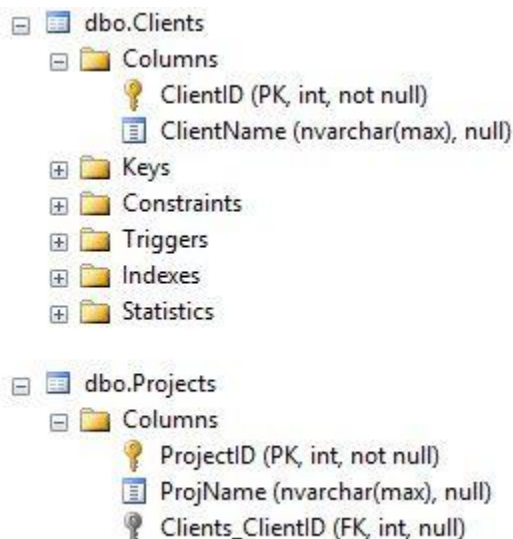 dbo.Clients
Columns
ClientID (PK, int, not null)
ClientName (nvarchar(max), null)
Keys
Constraints
Triggers
Indexes
Statistics
dbo.Projects
Columns
ProjectID (PK, int, not null)
ProjName (nvarchar(max), null)
Clients_ClientID (FK, int, null)